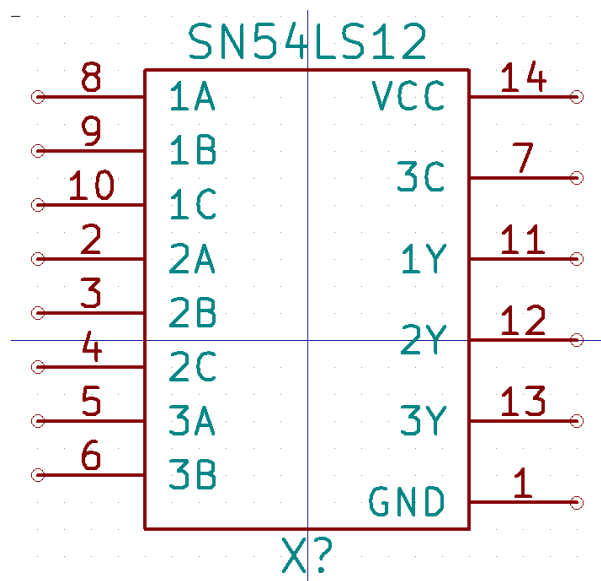 SN54LS12
8 1A VCC 14
9 1B
3C 7
10 1C
2 2A 1Y 11
3 2B
2Y 12
4 2C
5 3A 3Y 13
6 3B
GND 1
X?